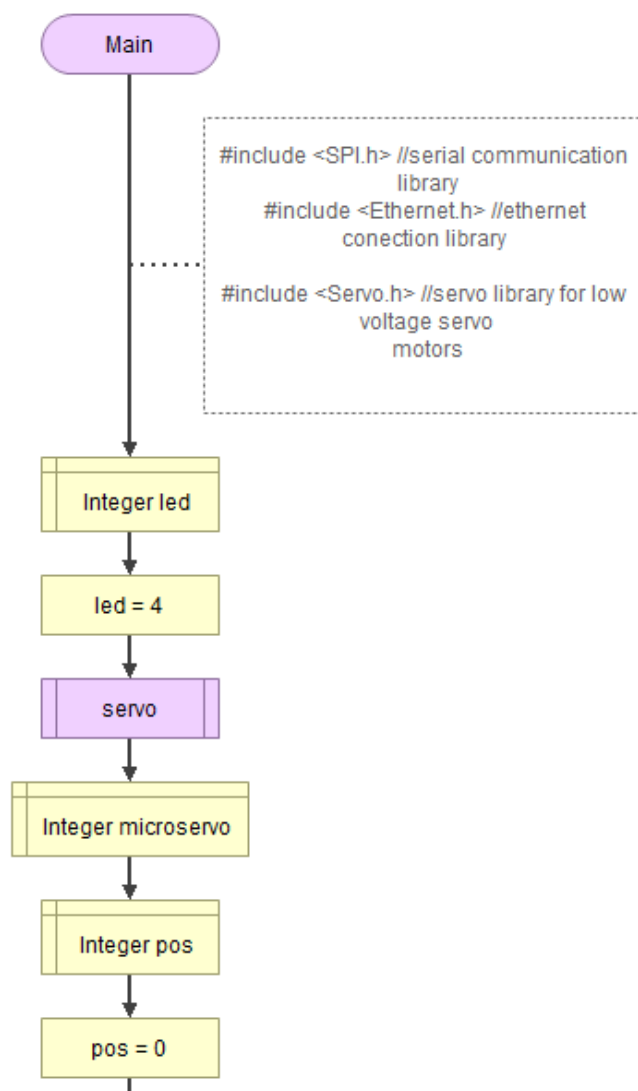 Main
#include <SPI.h> //serial communication
library
#include <Ethernet.h> //ethernet
conection library
#include <Servo.h> //servo library for low
voltage servo
motors
Integer led
led = 4
servo
Integer microservo
Integer pos
pos = 0